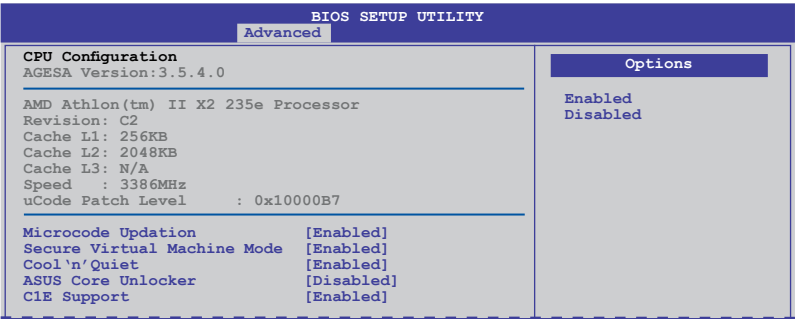 BIOS SETUP UTILITY
Advanced
CPU Configuration
AGESA Version:3.5.4.0
AMD Athlon(tm) II X2 235e Processor
Revision: C2
Cache L1: 256KB
Cache L2: 2048KB
Cache L3: N/A
Speed : 3386MHz
uCode Patch Level : 0x10000B7
Microcode Updation [Enabled]
Secure Virtual Machine Mode [Enabled]
Cool‘n’Quiet [Enabled]
ASUS Core Unlocker [Disabled]
C1E Support [Enabled]
Options
Enabled
Disabled